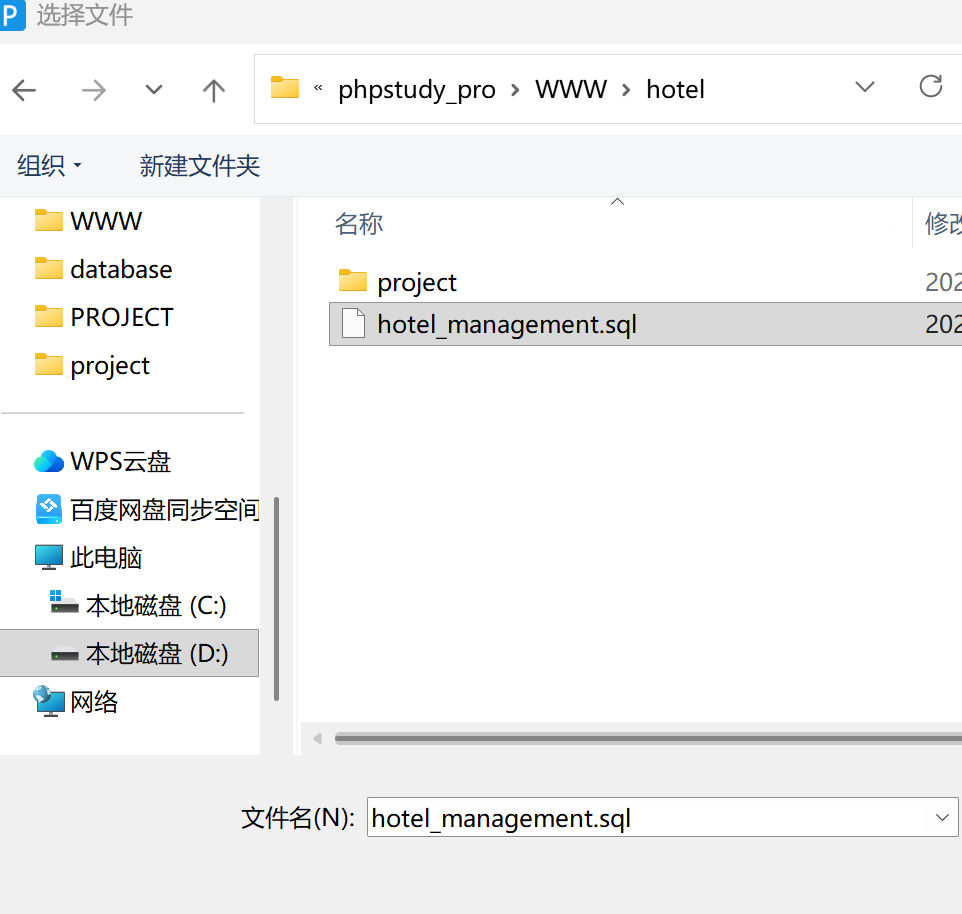 P 选择文件
« phpstudy_pro › WWW › hotel
组织 新建文件夹
WWW
database
PROJECT
project
WPS云盘
百度网盘同步空间
此电脑
本地磁盘 (C:)
本地磁盘 (D:)
网络
名称 修改
project 202
hotel_management.sql 202
文件名(N): hotel_management.sql